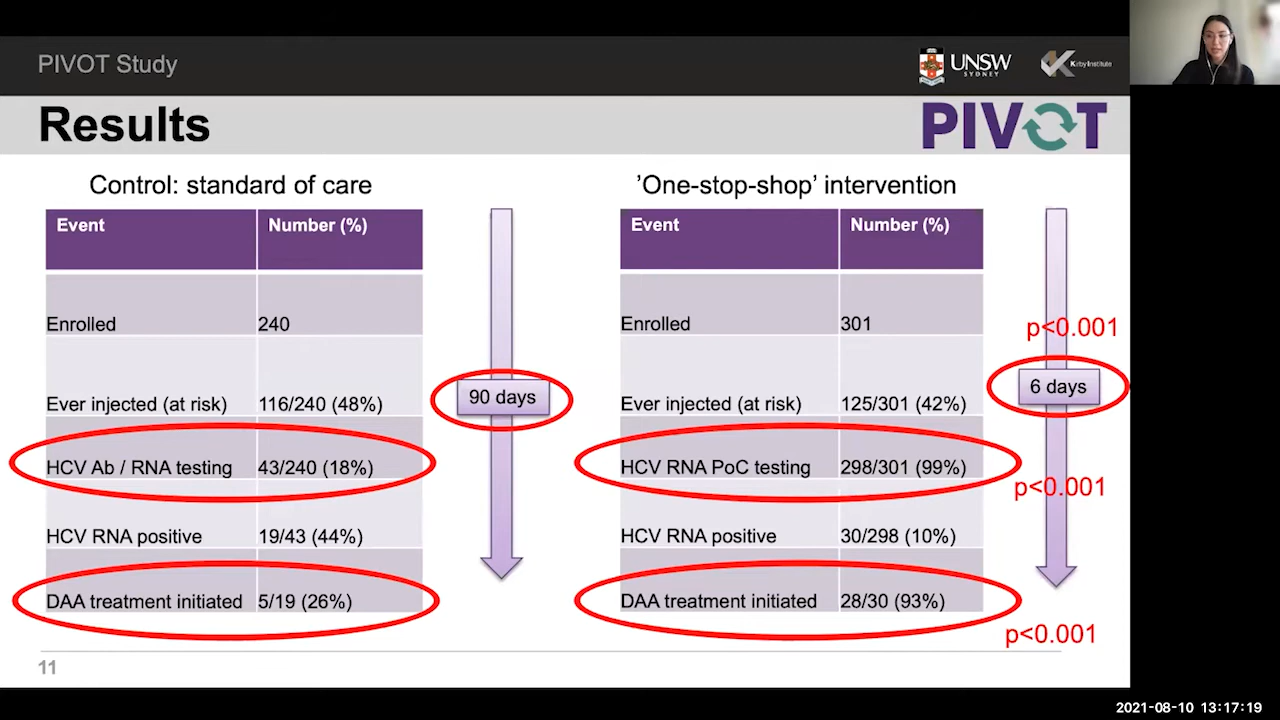 PIVOT Study
UNSW
SYDNEY
Kirby Institute
Results
PIVOT
Control: standard of care
Event Number (%)
Enrolled 240
Ever injected (at risk) 116/240 (48%)
HCV Ab / RNA testing 43/240 (18%)
HCV RNA positive 19/43 (44%)
DAA treatment initiated 5/19 (26%)
90 days
’One-stop-shop’ intervention
Event Number (%)
Enrolled 301
Ever injected (at risk) 125/301 (42%)
HCV RNA PoC testing 298/301 (99%)
HCV RNA positive 30/298 (10%)
DAA treatment initiated 28/30 (93%)
p<0.001
6 days
p<0.001
p<0.001
11
2021-08-10 13:17:19